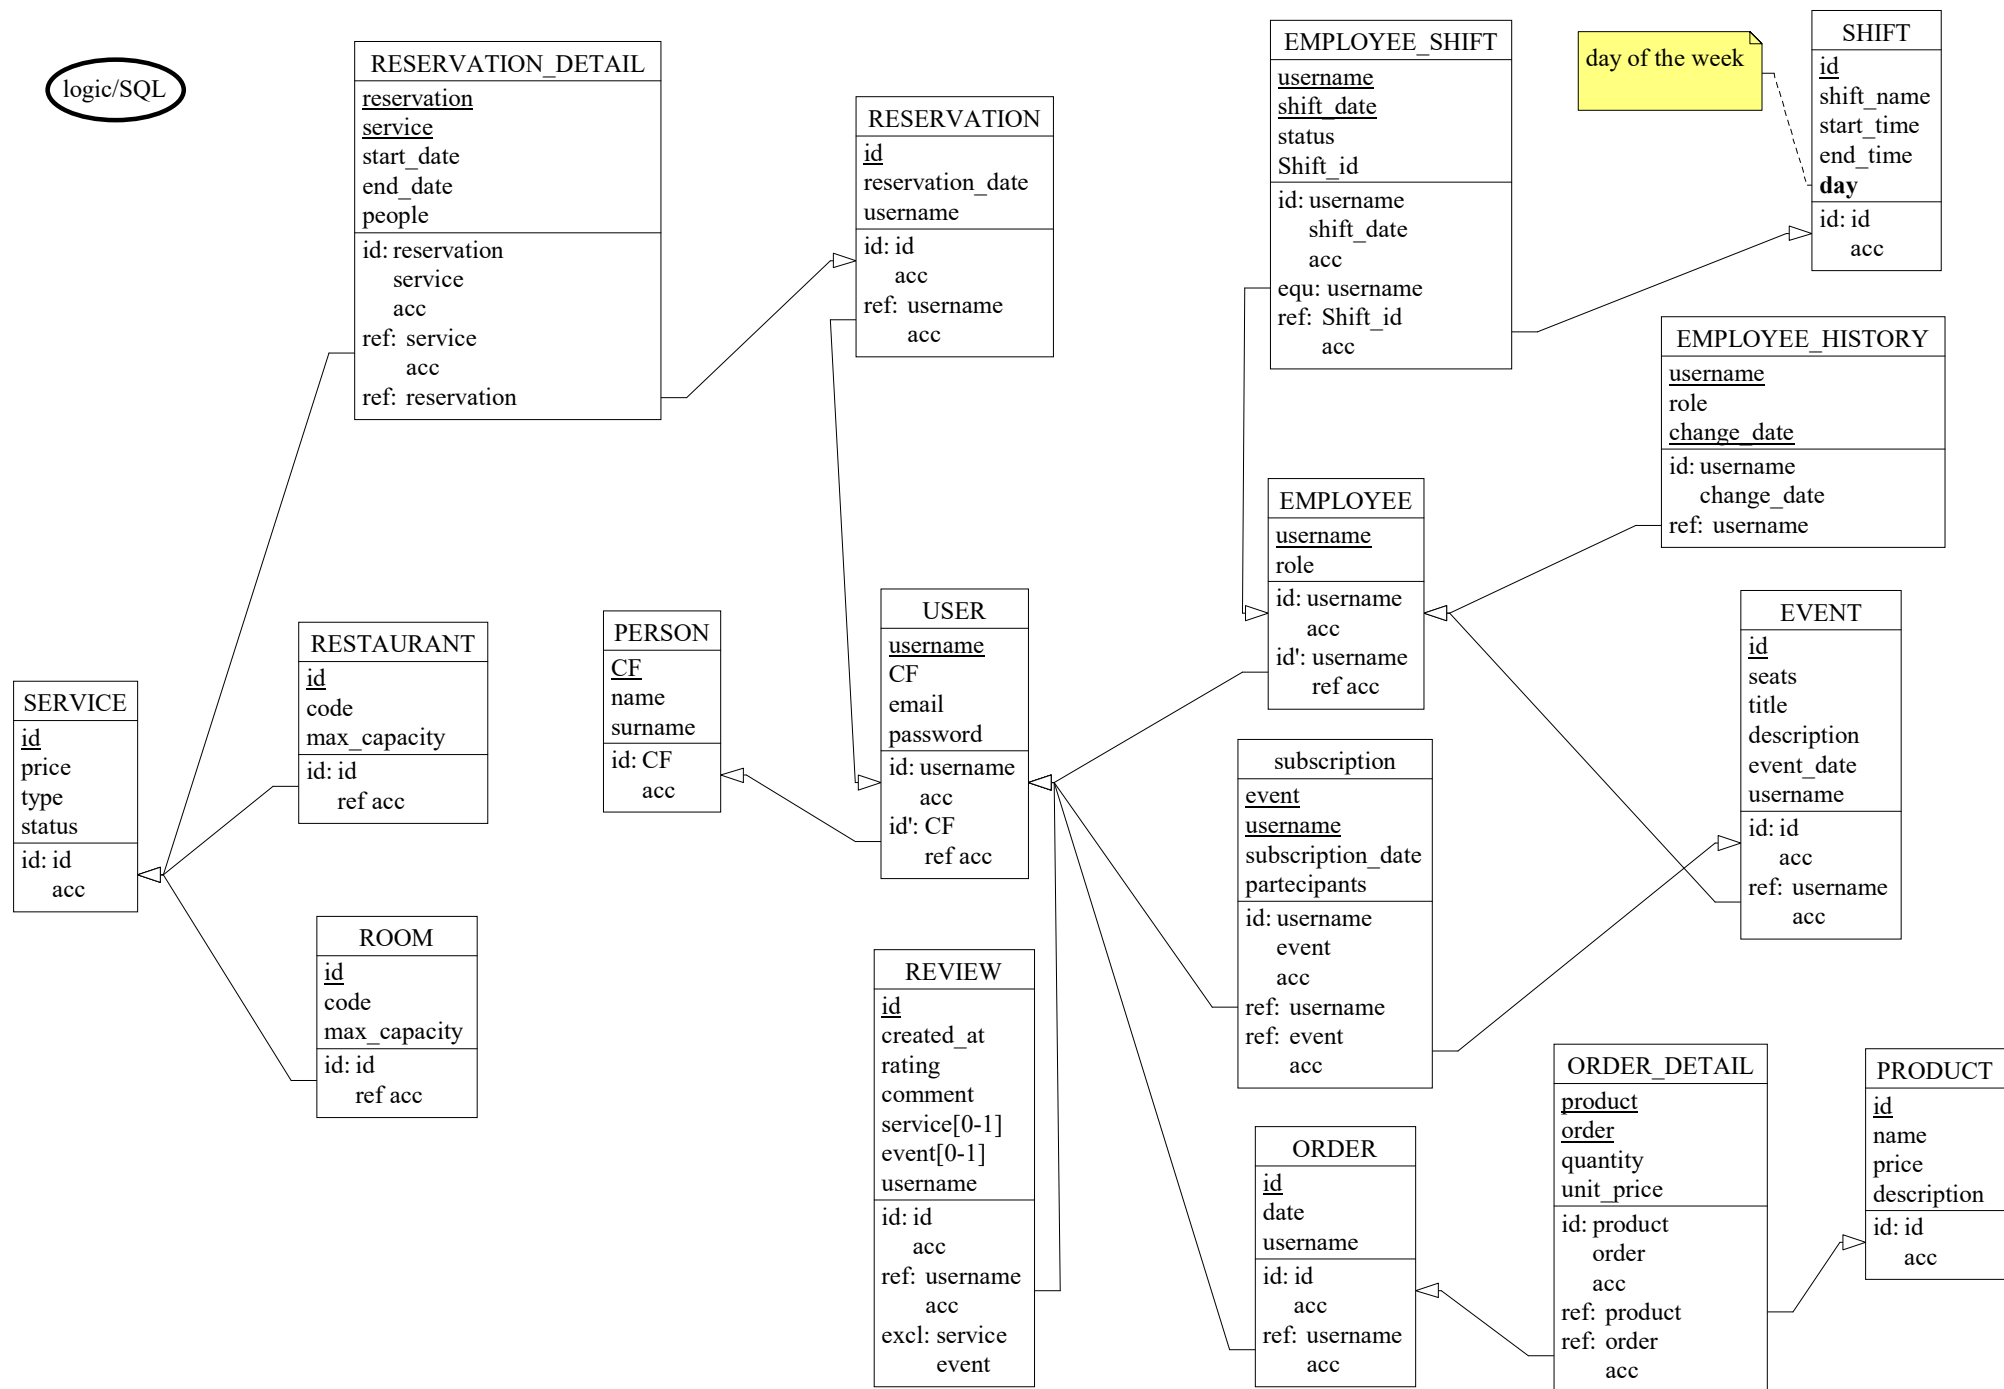 logic/SQL
RESERVATION_DETAIL
reservation
service
start_date
end_date
people
id: reservation
service
acc
ref: service
acc
ref: reservation
RESERVATION
id
reservation_date
username
id: id
acc
ref: username
acc
EMPLOYEE_SHIFT
username
shift_date
status
Shift_id
id: username
shift_date
acc
equ: username
ref: Shift_id
acc
day of the week
SHIFT
id
shift_name
start_time
end_time
day
id: id
acc
EMPLOYEE_HISTORY
username
role
change_date
id: username
change_date
ref: username
EMPLOYEE
username
role
id: username
acc
id': username
ref acc
SERVICE
id
price
type
status
id: id
acc
RESTAURANT
id
code
max_capacity
id: id
ref acc
PERSON
CF
name
surname
id: CF
acc
USER
username
CF
email
password
id: username
acc
id': CF
ref acc
EVENT
id
seats
title
description
event_date
username
id: id
acc
ref: username
acc
subscription
event
username
subscription_date
partecipants
id: username
event
acc
ref: username
ref: event
acc
ROOM
id
code
max_capacity
id: id
ref acc
REVIEW
id
created_at
rating
comment
service[0-1]
event[0-1]
username
id: id
acc
ref: username
acc
excl: service
event
ORDER
id
date
username
id: id
acc
ref: username
acc
ORDER_DETAIL
product
order
quantity
unit_price
id: product
order
acc
ref: product
ref: order
acc
PRODUCT
id
name
price
description
id: id
acc